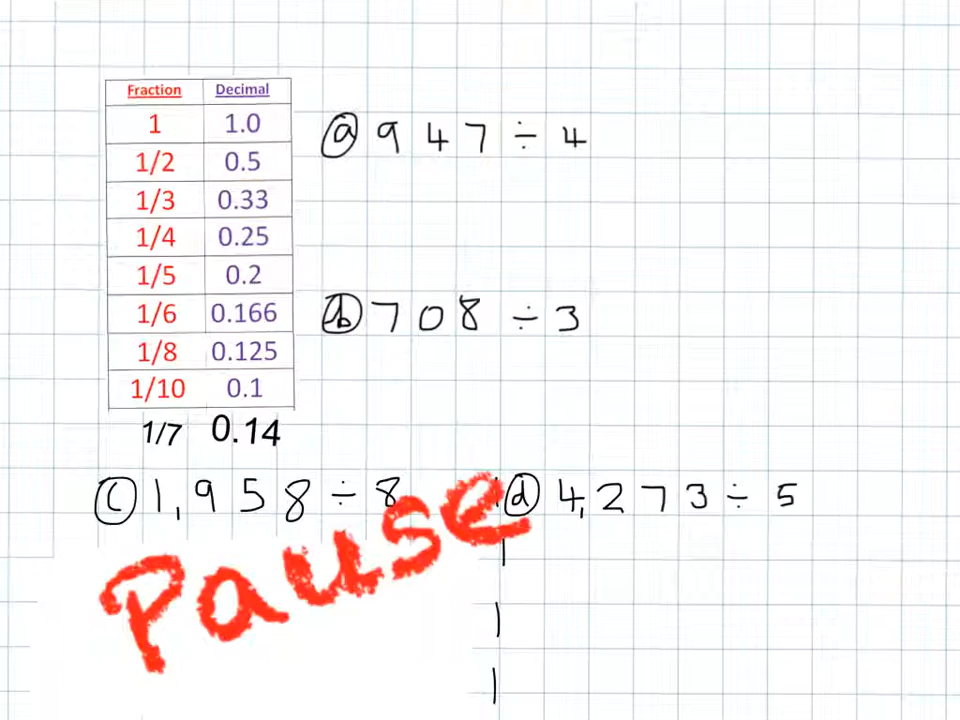 Fraction Decimal
1 1.0
1/2 0.5
1/3 0.33
1/4 0.25
1/5 0.2
1/6 0.166
1/8 0.125
1/10 0.1
1/7 0.14
a 947 ÷ 4
b 708 ÷ 3
c 1,958 ÷ 8
d 4,273 ÷ 5
Pause